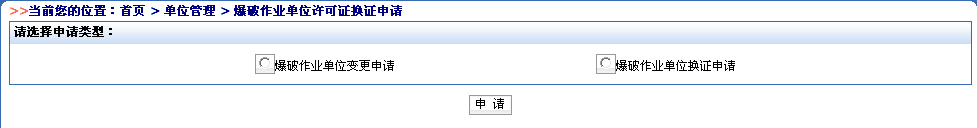 >>当前您的位置：首页 > 单位管理 > 爆破作业单位许可证换证申请
请选择申请类型：
爆破作业单位变更申请 爆破作业单位换证申请
申 请